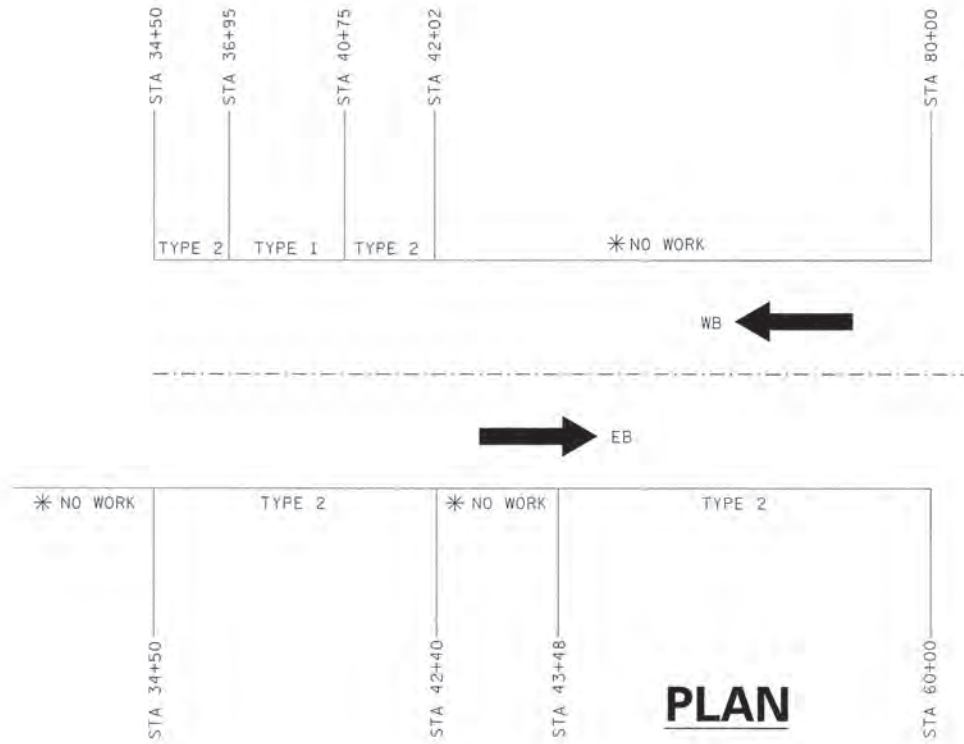 STA 34+50
STA 36+95
STA 40+75
STA 42+02
STA 80+00
TYPE 2
TYPE 1
TYPE 2
* NO WORK
WB
EB
* NO WORK
TYPE 2
* NO WORK
TYPE 2
STA 34+50
STA 42+40
STA 43+48
STA 60+00
PLAN